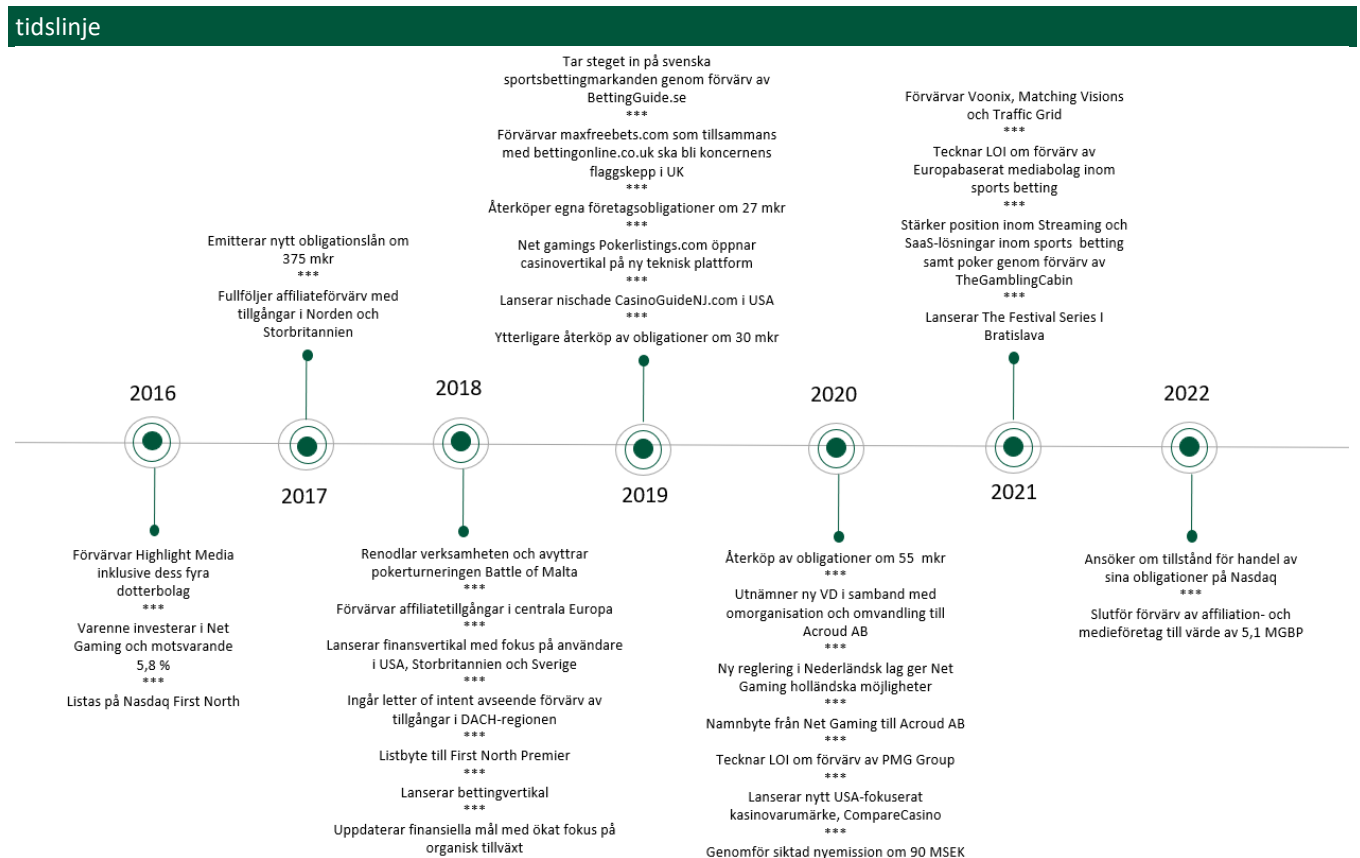 tidslinje
Emitterar nytt obligationslån om
375 mkr
***
Fullföljer affiliateförvärv med
tillgångar i Norden och
Storbritannien
Tar steget in på svenska
sportsbettingmarkanden genom förvärv av
BettingGuide.se
***
Förvärvar maxfreebets.com som tillsammans
med bettingonline.co.uk ska bli koncernens
flaggskepp i UK
***
Återköper egna företagsobligationer om 27 mkr
***
Net gamings Pokerlistings.com öppnar
casinovertikal på ny teknisk plattform
***
Lanserar nischade CasinoGuideNJ.com i USA
***
Ytterligare återköp av obligationer om 30 mkr
Förvärvar Voonix, Matching Visions
och Traffic Grid
***
Tecknar LOI om förvärv av
Europabaserat mediabolag inom
sports betting
***
Stärker position inom Streaming och
SaaS-lösningar inom sports betting
samt poker genom förvärv av
TheGamblingCabin
***
Lanserar The Festival Series I
Bratislava
2016
2018
2020
2022
2017
2019
2021
Förvärvar Highlight Media
inklusive dess fyra
dotterbolag
***
Varenne investerar i Net
Gaming och motsvarande
5,8 %
***
Listas på Nasdaq First North
Renodlar verksamheten och avyttrar
pokerturneringen Battle of Malta
***
Förvärvar affiliatetillgångar i centrala Europa
***
Lanserar finansvertikal med fokus på användare
i USA, Storbritannien och Sverige
***
Ingår letter of intent avseende förvärv av
tillgångar i DACH-regionen
***
Listbyte till First North Premier
***
Lanserar bettingvertikal
***
Uppdaterar finansiella mål med ökat fokus på
organisk tillväxt
Återköp av obligationer om 55 mkr
***
Utnämner ny VD i samband med
omorganisation och omvandling till
Acroud AB
***
Ny reglering i Nederländsk lag ger Net
Gaming holländska möjligheter
***
Namnbyte från Net Gaming till Acroud AB
***
Tecknar LOI om förvärv av PMG Group
***
Lanserar nytt USA-fokuserat
kasinovarumärke, CompareCasino
***
Genomför siktad nyemission om 90 MSEK
Ansöker om tillstånd för handel av
sina obligationer på Nasdaq
***
Slutför förvärv av affiliation- och
medieföretag till värde av 5,1 MGBP